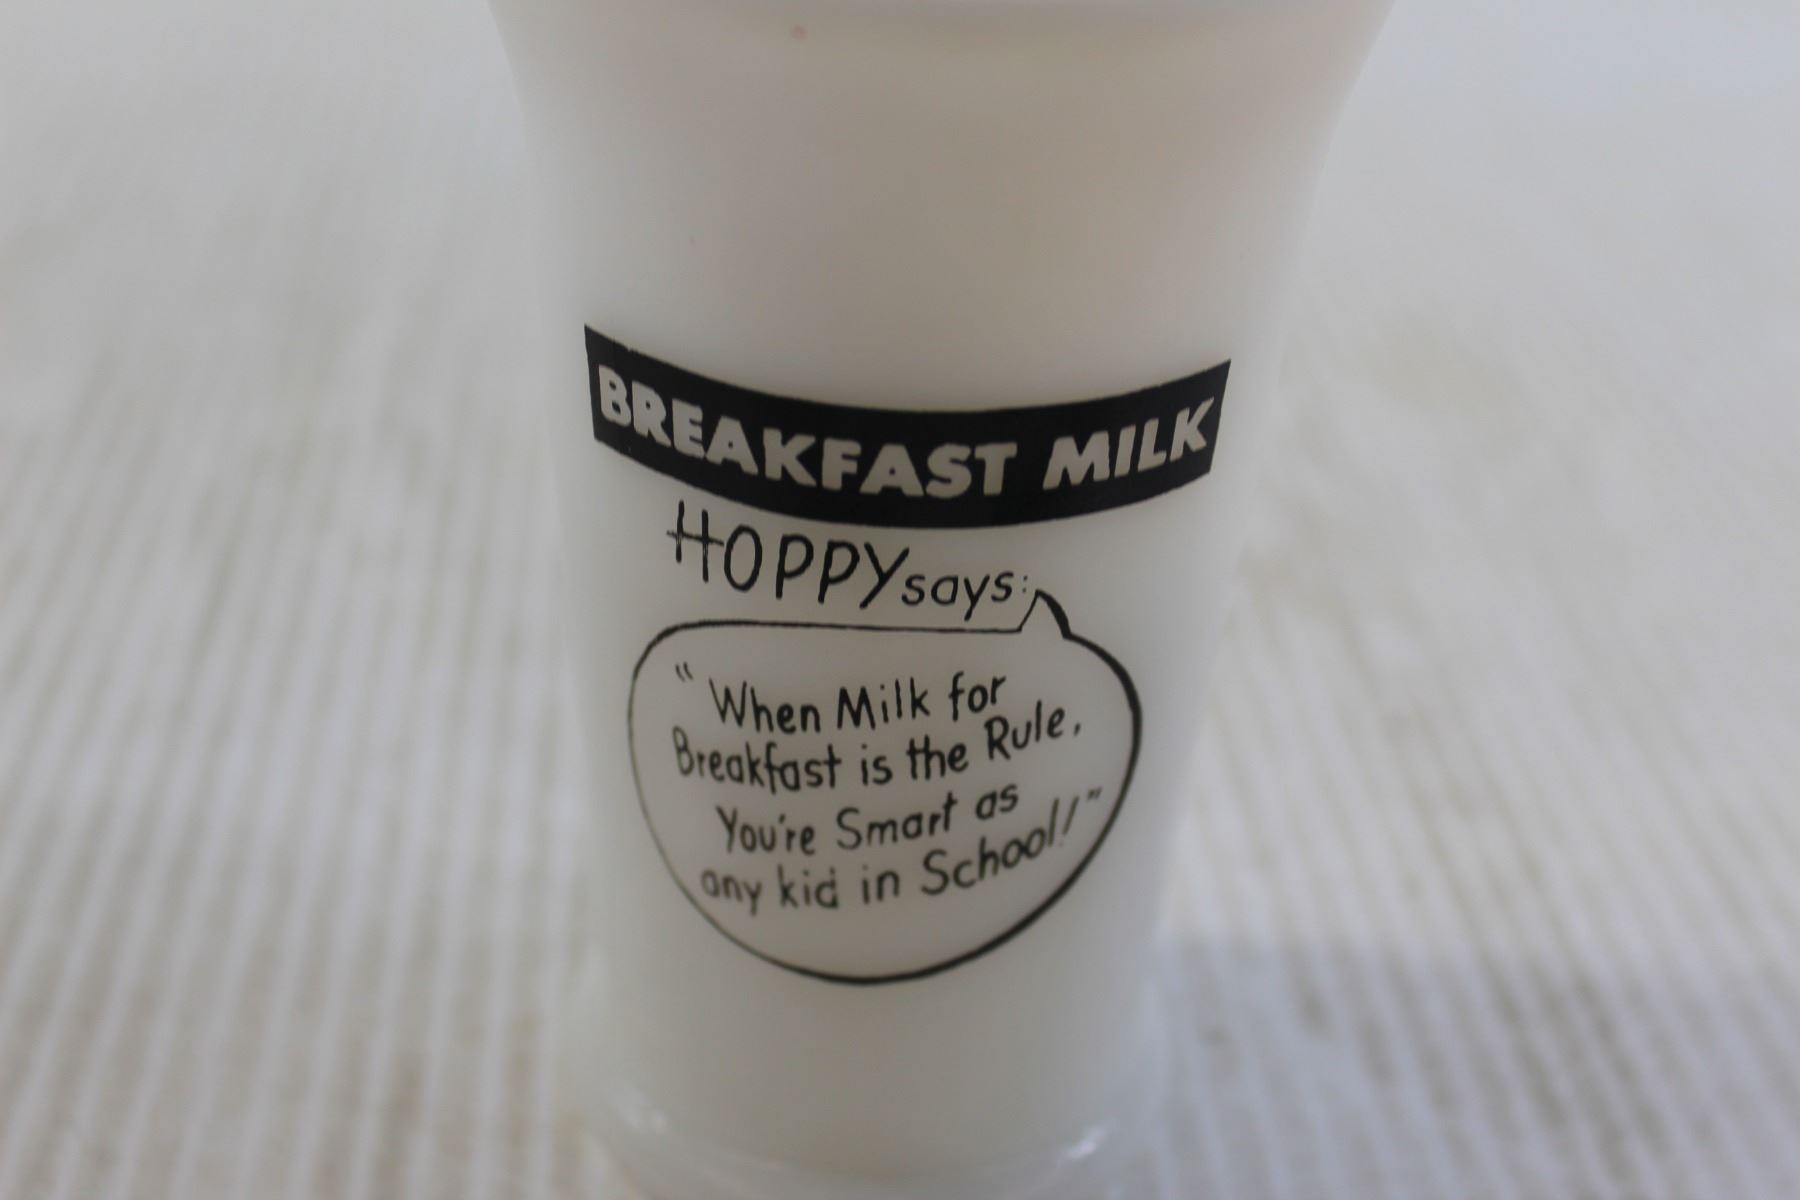 BREAKFAST MILK
HOPPY says:
"When Milk for
Breakfast is the Rule,
You're Smart as
any kid in School!"